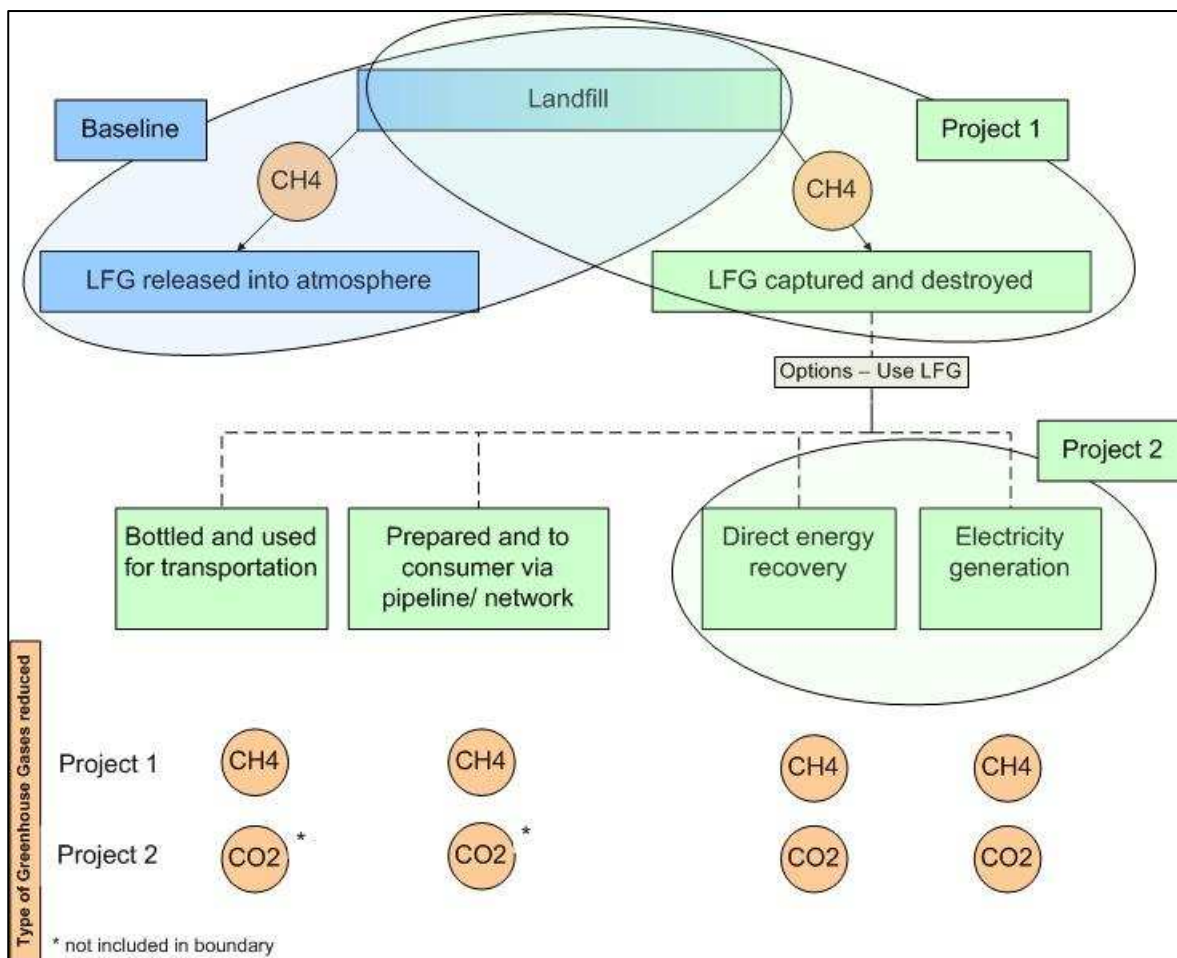 Landfill
Baseline
Project 1
CH4
CH4
LFG released into atmosphere
LFG captured and destroyed
Options – Use LFG
Project 2
Bottled and used
for transportation
Prepared and to
consumer via
pipeline/ network
Direct energy
recovery
Electricity
generation
Type of Greenhouse Gases reduced
Project 1
CH4
CH4
CH4
CH4
Project 2
CO2 *
CO2 *
CO2
CO2
* not included in boundary